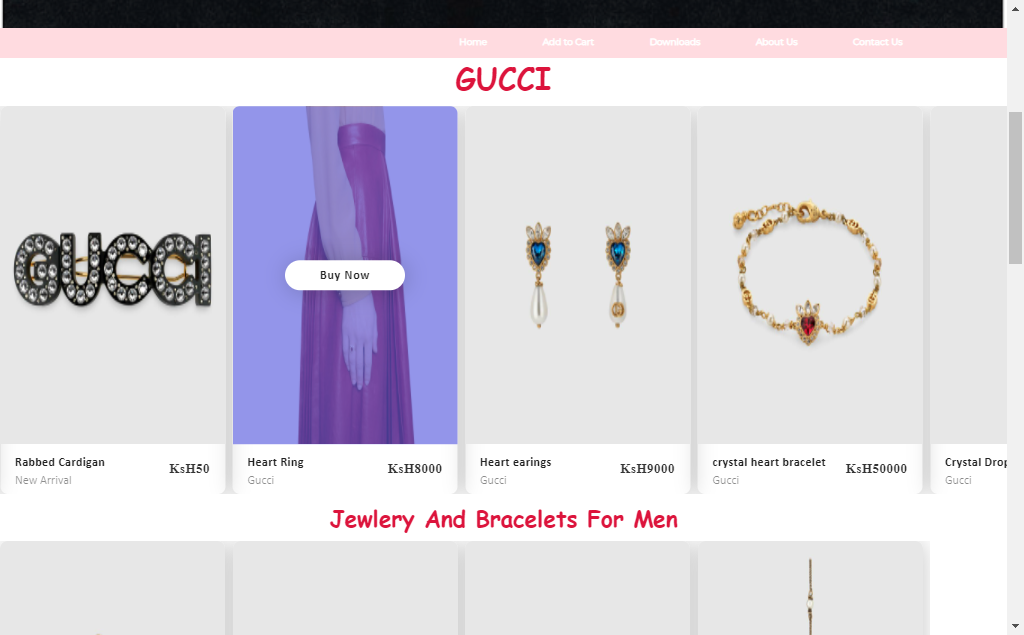 Home Add to Cart Downloads About Us Contact Us
GUCCI
GUCCI
Buy Now
Rabbed Cardigan
New Arrival
KsH50
Heart Ring
Gucci
KsH8000
Heart earings
Gucci
KsH9000
crystal heart bracelet
Gucci
KsH50000
Crystal Drop
Gucci
Jewlery And Bracelets For Men